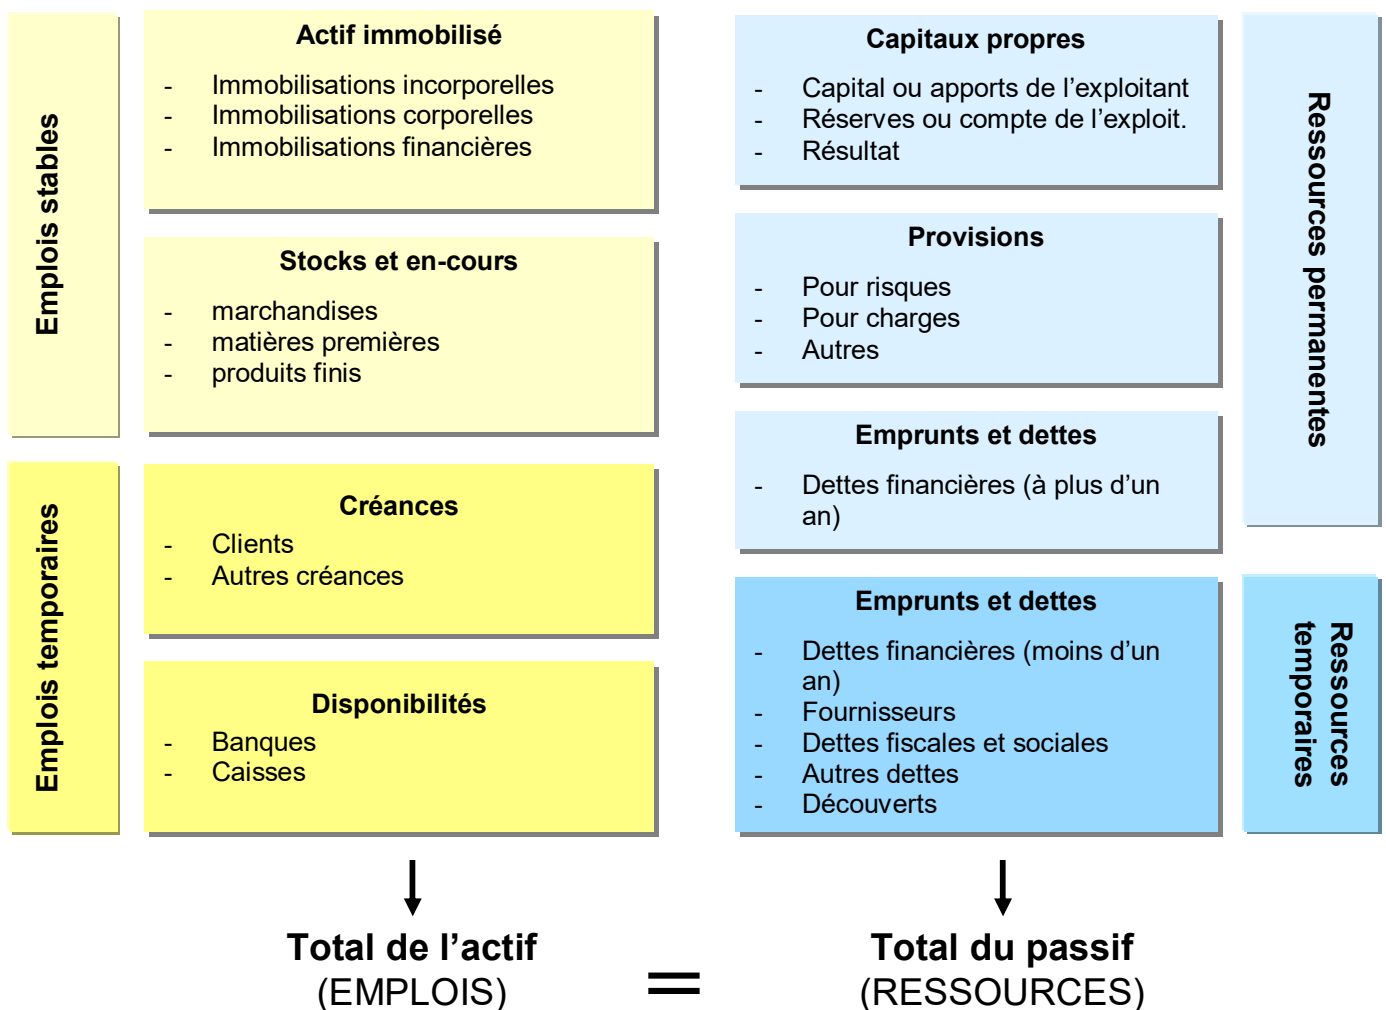 Emplois stables
Actif immobilisé
- Immobilisations incorporelles
- Immobilisations corporelles
- Immobilisations financières
Stocks et en-cours
- marchandises
- matières premières
- produits finis
Emplois temporaires
Créances
- Clients
- Autres créances
Disponibilités
- Banques
- Caisses
Total de l’actif
(EMPLOIS)
=
Capitaux propres
- Capital ou apports de l’exploitant
- Réserves ou compte de l’exploit.
- Résultat
Provisions
- Pour risques
- Pour charges
- Autres
Emprunts et dettes
- Dettes financières (à plus d’un
an)
Ressources permanentes
Emprunts et dettes
- Dettes financières (moins d’un
an)
- Fournisseurs
- Dettes fiscales et sociales
- Autres dettes
- Découverts
Ressources
temporaires
Total du passif
(RESSOURCES)